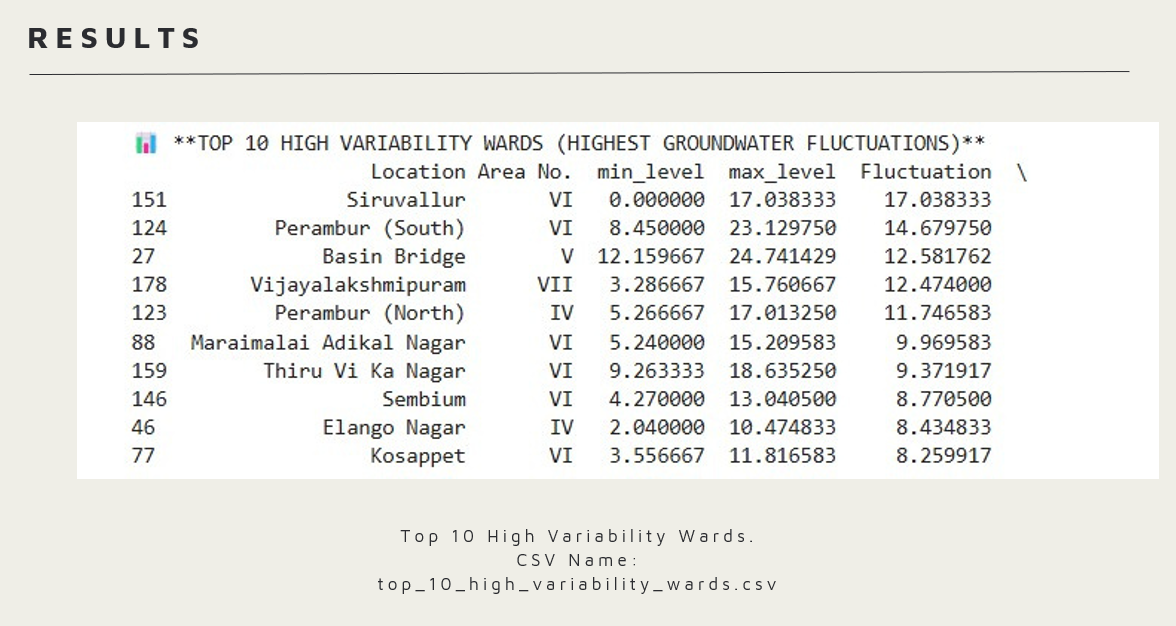 RESULTS
📊 **TOP 10 HIGH VARIABILITY WARDS (HIGHEST GROUNDWATER FLUCTUATIONS)**
Location Area No. min_level max_level Fluctuation \
151 Siruvallur VI 0.000000 17.038333 17.038333
124 Perambur (South) VI 8.450000 23.129750 14.679750
27 Basin Bridge V 12.159667 24.741429 12.581762
178 Vijayalakshmipuram VII 3.286667 15.760667 12.474000
123 Perambur (North) IV 5.266667 17.013250 11.746583
88 Maraimalai Adikal Nagar VI 5.240000 15.209583 9.969583
159 Thiru Vi Ka Nagar VI 9.263333 18.635250 9.371917
146 Sembium VI 4.270000 13.040500 8.770500
46 Elango Nagar IV 2.040000 10.474833 8.434833
77 Kosappet VI 3.556667 11.816583 8.259917
Top 10 High Variability Wards.
CSV Name:
top_10_high_variability_wards.csv